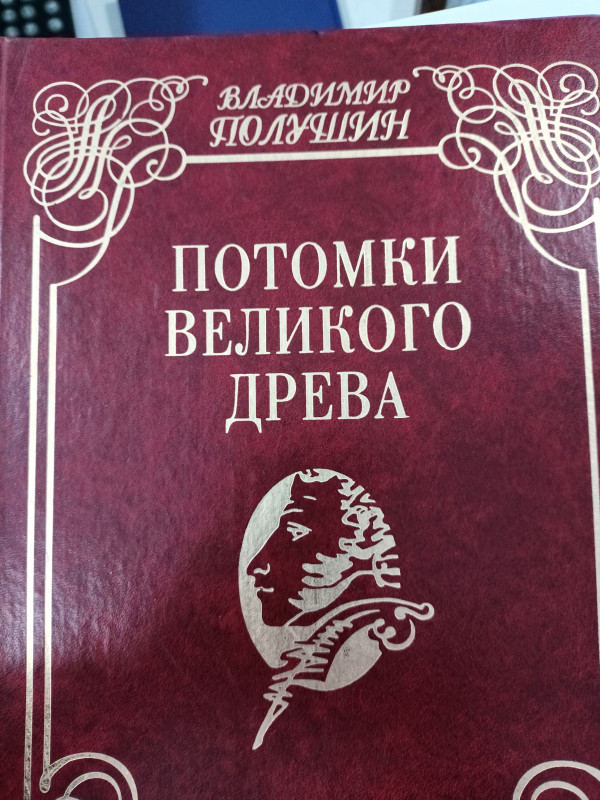 ВЛАДИМИР
ПОЛУШИН
ПОТОМКИ
ВЕЛИКОГО
ДРЕВА